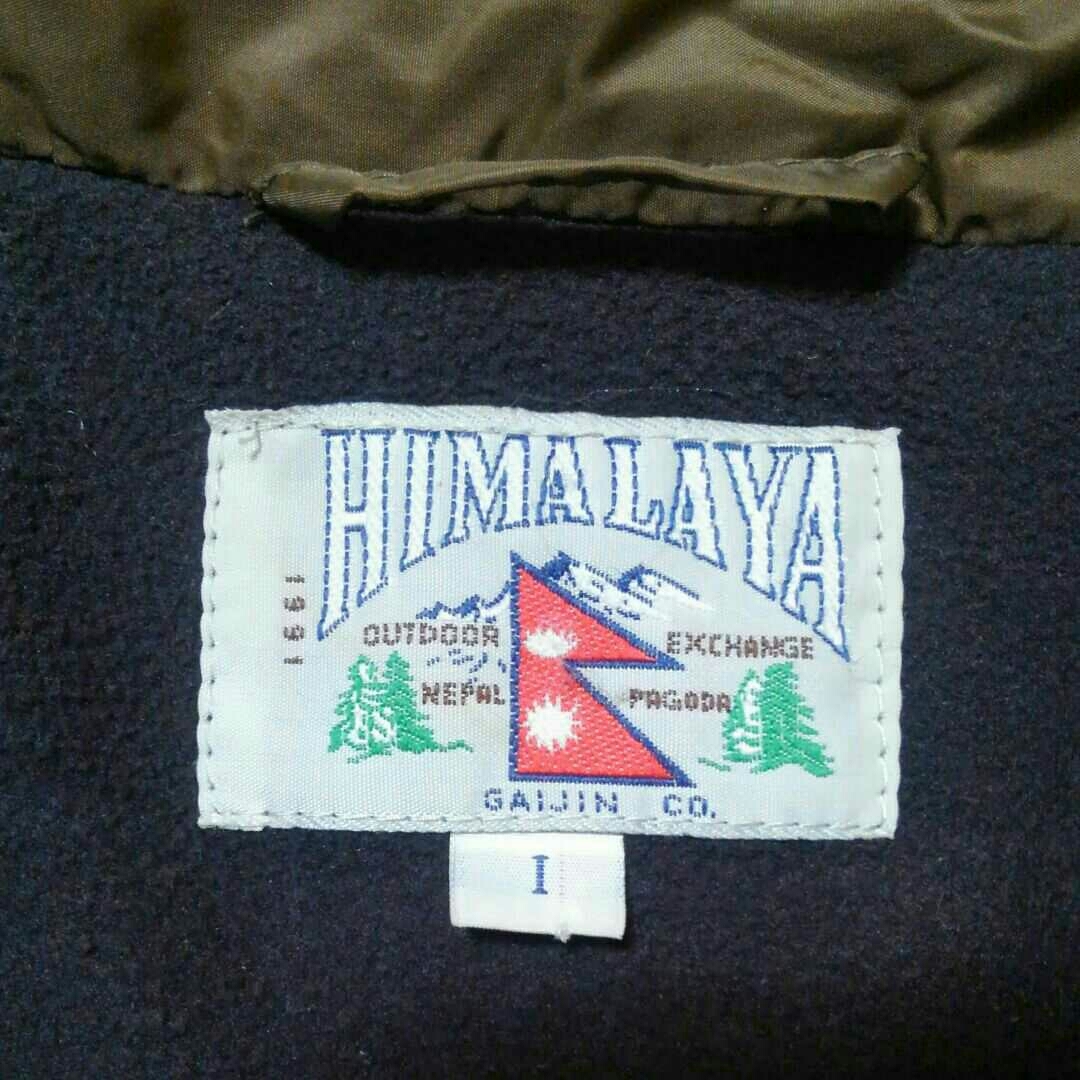 HIMALAYA
1991
OUTDOOR EXCHANGE
NEPAL PAGODA
GAIJIN CO.
I